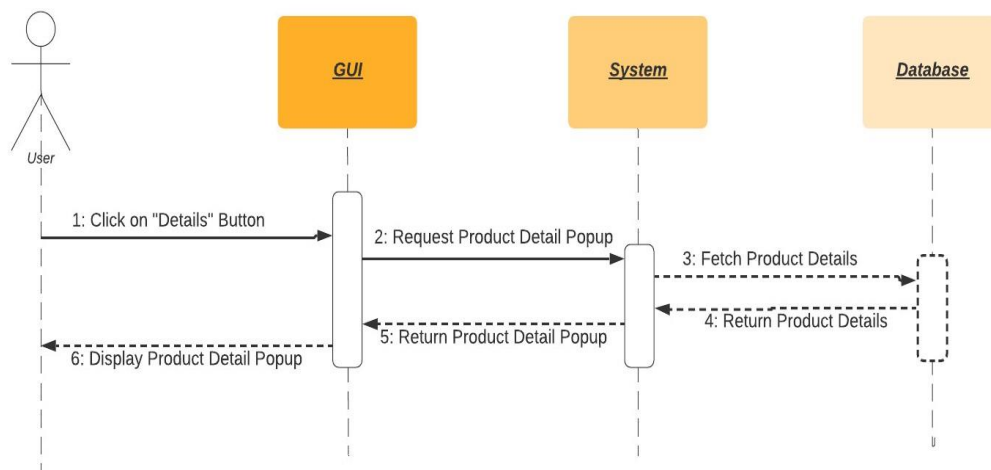 GUI
System
Database
User
1: Click on "Details" Button
2: Request Product Detail Popup
3: Fetch Product Details
4: Return Product Details
5: Return Product Detail Popup
6: Display Product Detail Popup